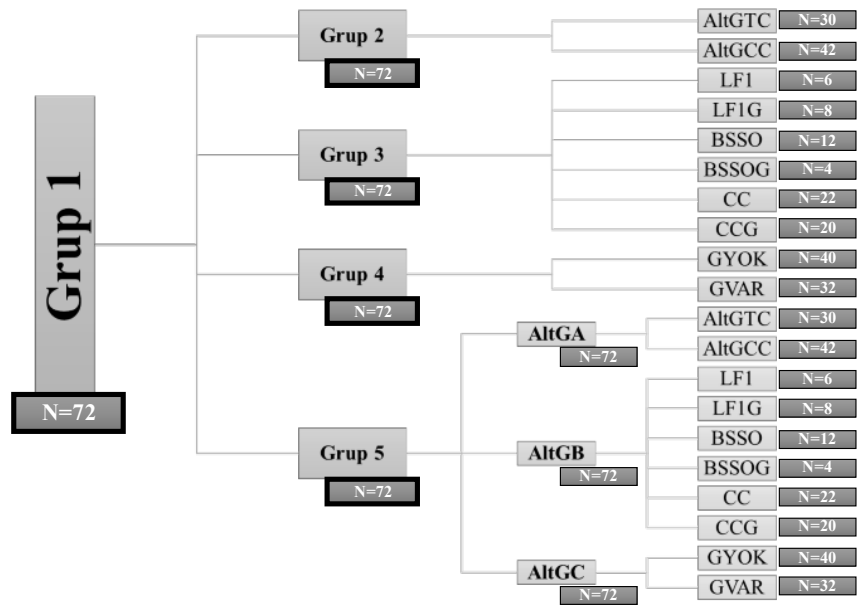 Grup 1
N=72
Grup 2
N=72
AltGTC N=30
AltGCC N=42
Grup 3
N=72
LF1 N=6
LF1G N=8
BSSO N=12
BSSOG N=4
CC N=22
CCG N=20
Grup 4
N=72
GYOK N=40
GVAR N=32
Grup 5
N=72
AltGA
N=72
AltGTC N=30
AltGCC N=42
AltGB
N=72
LF1 N=6
LF1G N=8
BSSO N=12
BSSOG N=4
CC N=22
CCG N=20
AltGC
N=72
GYOK N=40
GVAR N=32